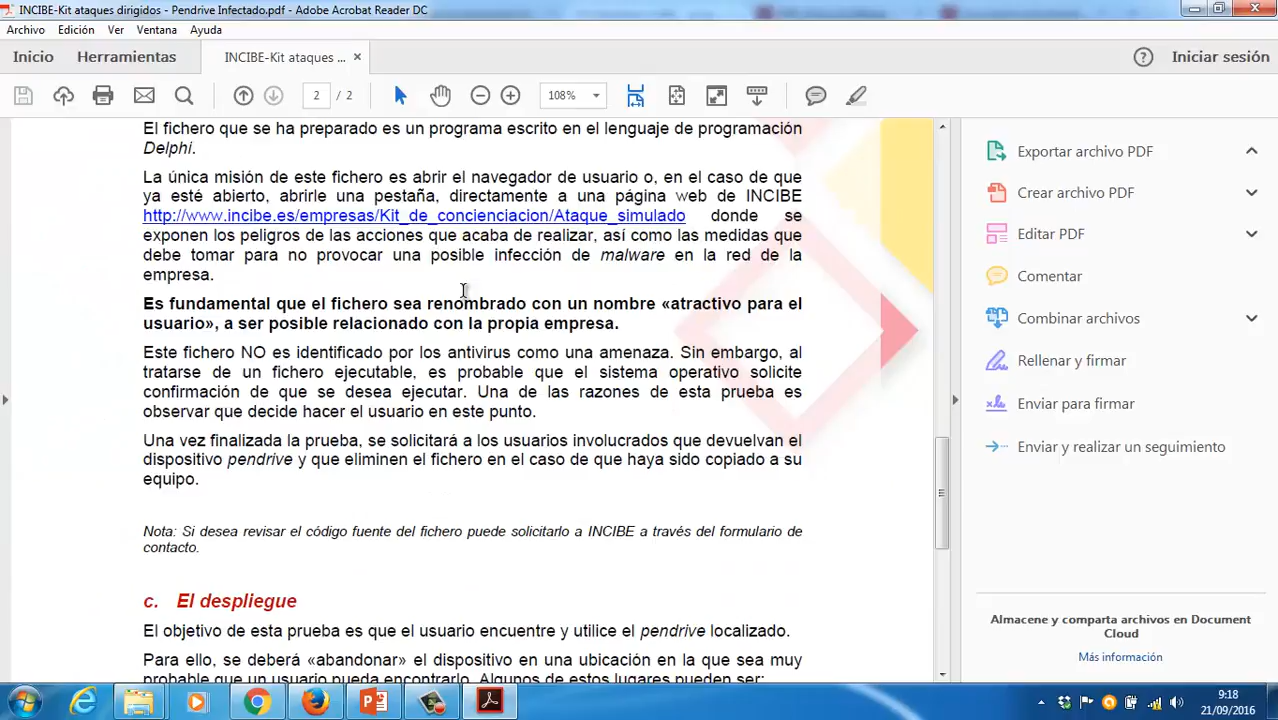 INCIBE-Kit ataques dirigidos - Pendrive Infectado.pdf - Adobe Acrobat Reader DC
Archivo Edición Ver Ventana Ayuda
Inicio Herramientas INCIBE-Kit ataques ... × Iniciar sesión
2 / 2 108%
El fichero que se ha preparado es un programa escrito en el lenguaje de programación
Delphi.
La única misión de este fichero es abrir el navegador de usuario o, en el caso de que
ya esté abierto, abrirle una pestaña, directamente a una página web de INCIBE
http://www.incibe.es/empresas/Kit_de_concienciacion/Ataque_simulado donde se
exponen los peligros de las acciones que acaba de realizar, así como las medidas que
debe tomar para no provocar una posible infección de malware en la red de la
empresa.
Es fundamental que el fichero sea renombrado con un nombre «atractivo para el
usuario», a ser posible relacionado con la propia empresa.
Este fichero NO es identificado por los antivirus como una amenaza. Sin embargo, al
tratarse de un fichero ejecutable, es probable que el sistema operativo solicite
confirmación de que se desea ejecutar. Una de las razones de esta prueba es
observar que decide hacer el usuario en este punto.
Una vez finalizada la prueba, se solicitará a los usuarios involucrados que devuelvan el
dispositivo pendrive y que eliminen el fichero en el caso de que haya sido copiado a su
equipo.
Nota: Si desea revisar el código fuente del fichero puede solicitarlo a INCIBE a través del formulario de
contacto.
c. El despliegue
El objetivo de esta prueba es que el usuario encuentre y utilice el pendrive localizado.
Para ello, se deberá «abandonar» el dispositivo en una ubicación en la que sea muy
probable que un usuario pueda encontrarlo. Algunos de estos lugares pueden ser:
Exportar archivo PDF
Crear archivo PDF
Editar PDF
Comentar
Combinar archivos
Rellenar y firmar
Enviar para firmar
Enviar y realizar un seguimiento
Almacene y comparta archivos en Document
Cloud
Más información
9:18
21/09/2016